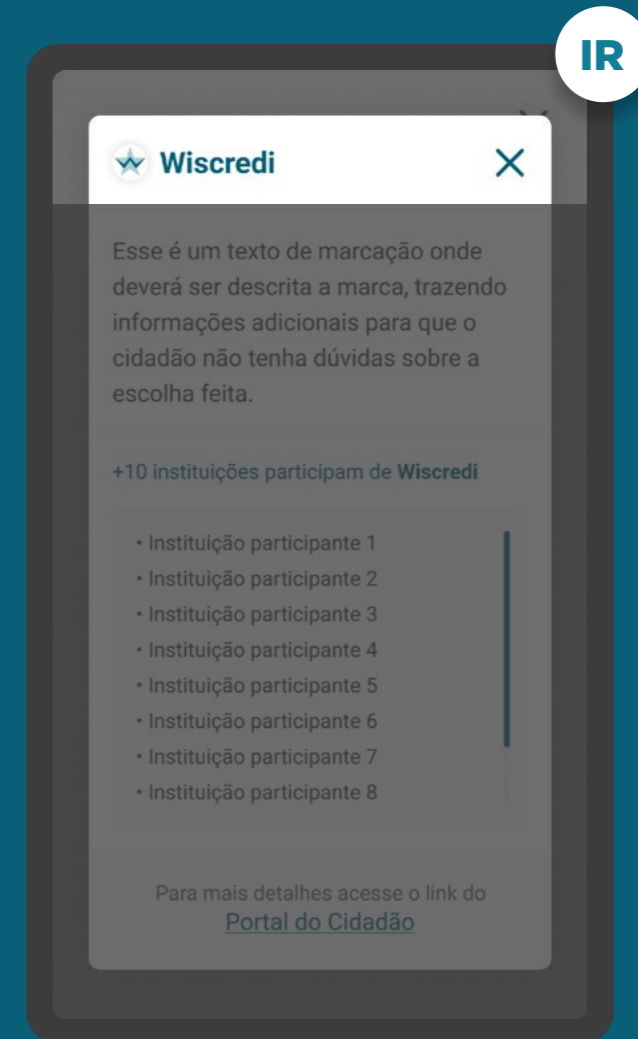 IR
Wiscredi
Esse é um texto de marcação onde
deverá ser descrita a marca, trazendo
informações adicionais para que o
cidadão não tenha dúvidas sobre a
escolha feita.
+10 instituições participam de Wiscredi
• Instituição participante 1
• Instituição participante 2
• Instituição participante 3
• Instituição participante 4
• Instituição participante 5
• Instituição participante 6
• Instituição participante 7
• Instituição participante 8
Para mais detalhes acesse o link do
Portal do Cidadão